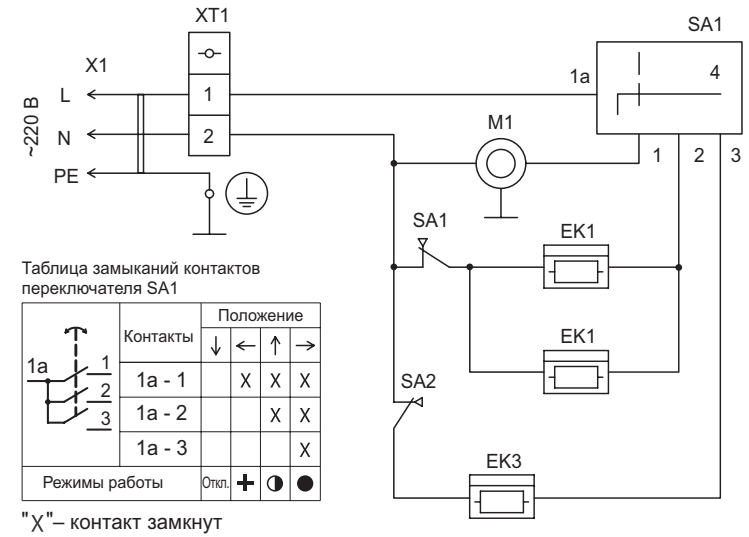 XT1
SA1
X1
1a
4
L
1
~220 В
M1
N
2
1 2 3
PE
SA1
EK1
Таблица замыканий контактов
переключателя SA1
Контакты
Положение
↓ ← ↑ →
1a
1
2
3
1a - 1 X X X
1a - 2 X X
1a - 3 X
Режимы работы Откл.
EK1
SA2
EK3
"X"– контакт замкнут